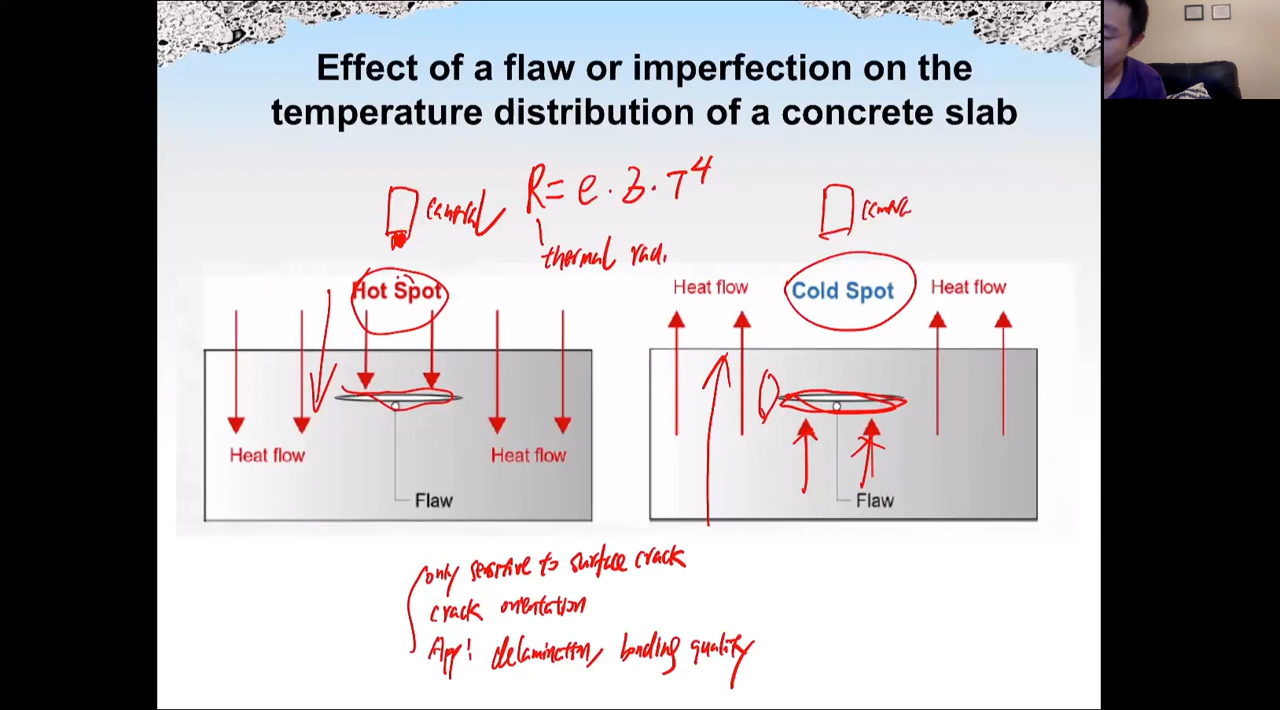 Effect of a flaw or imperfection on the
temperature distribution of a concrete slab
R= e · 3 · T⁴
camera
camera
thermal rad.
Hot Spot
Heat flow
Cold Spot
Heat flow
Heat flow
Heat flow
Flaw
Flaw
only sensitive to surface crack
crack orientation
App: delamination, bonding quality